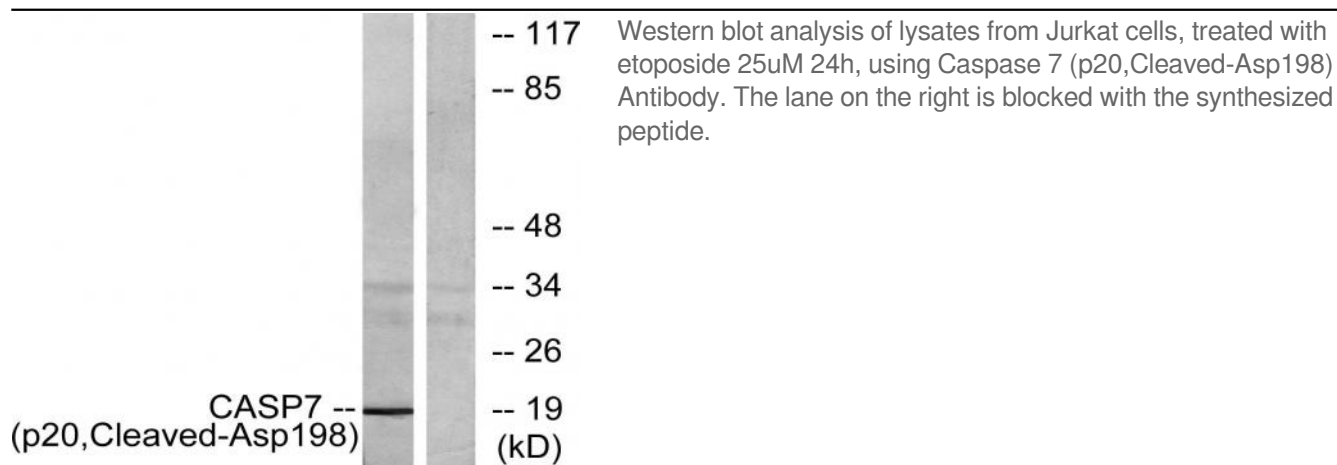 -- 117
-- 85
-- 48
-- 34
-- 26
-- 19
(kD)
CASP7 --
(p20,Cleaved-Asp198)
Western blot analysis of lysates from Jurkat cells, treated with
etoposide 25uM 24h, using Caspase 7 (p20,Cleaved-Asp198)
Antibody. The lane on the right is blocked with the synthesized
peptide.